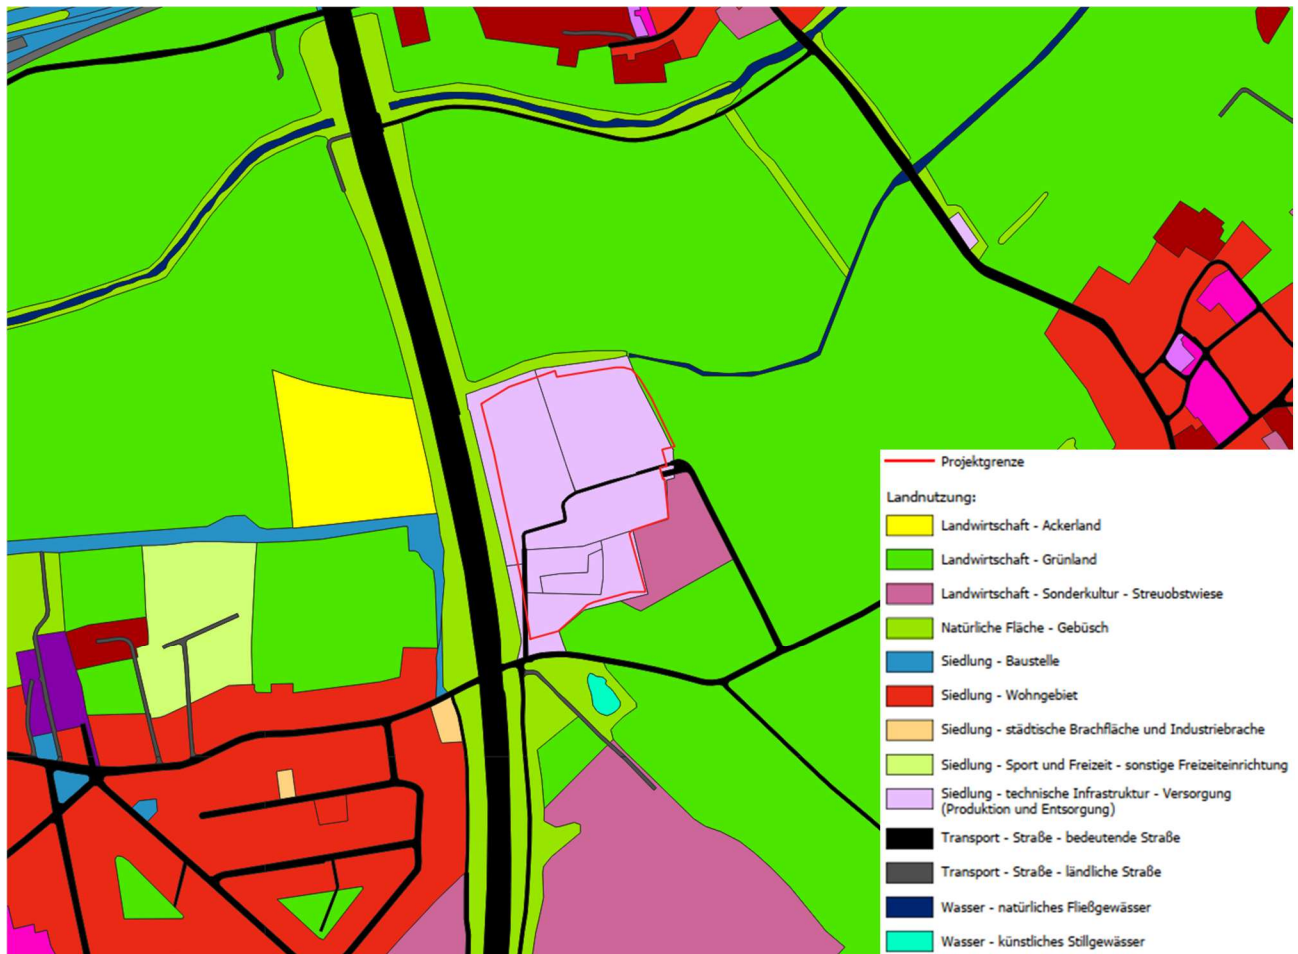 Projektgrenze
Landnutzung:
Landwirtschaft - Ackerland
Landwirtschaft - Grünland
Landwirtschaft - Sonderkultur - Streuobstwiese
Natürliche Fläche - Gebüsch
Siedlung - Baustelle
Siedlung - Wohngebiet
Siedlung - städtische Brachfläche und Industriebrache
Siedlung - Sport und Freizeit - sonstige Freizeiteinrichtung
Siedlung - technische Infrastruktur - Versorgung
(Produktion und Entsorgung)
Transport - Straße - bedeutende Straße
Transport - Straße - ländliche Straße
Wasser - natürliches Fließgewässer
Wasser - künstliches Stillgewässer